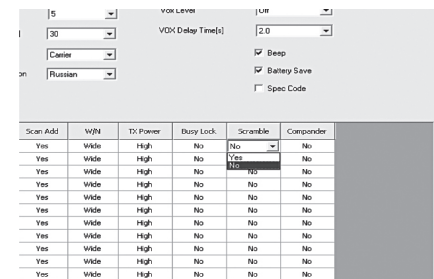 5
Vox Level
Off
30
VOX Delay Time[s]
2.0
Carrier
Beep
on
Russian
Battery Save
Spec Code
Scan Add W/N TX Power Busy Lock Scramble Compander
Yes Wide High No No No
Yes Wide High No Yes No
No
Yes Wide High No No No
Yes Wide High No No No
Yes Wide High No No No
Yes Wide High No No No
Yes Wide High No No No
Yes Wide High No No No
Yes Wide High No No No
Yes Wide High No No No
Yes Wide High No No No